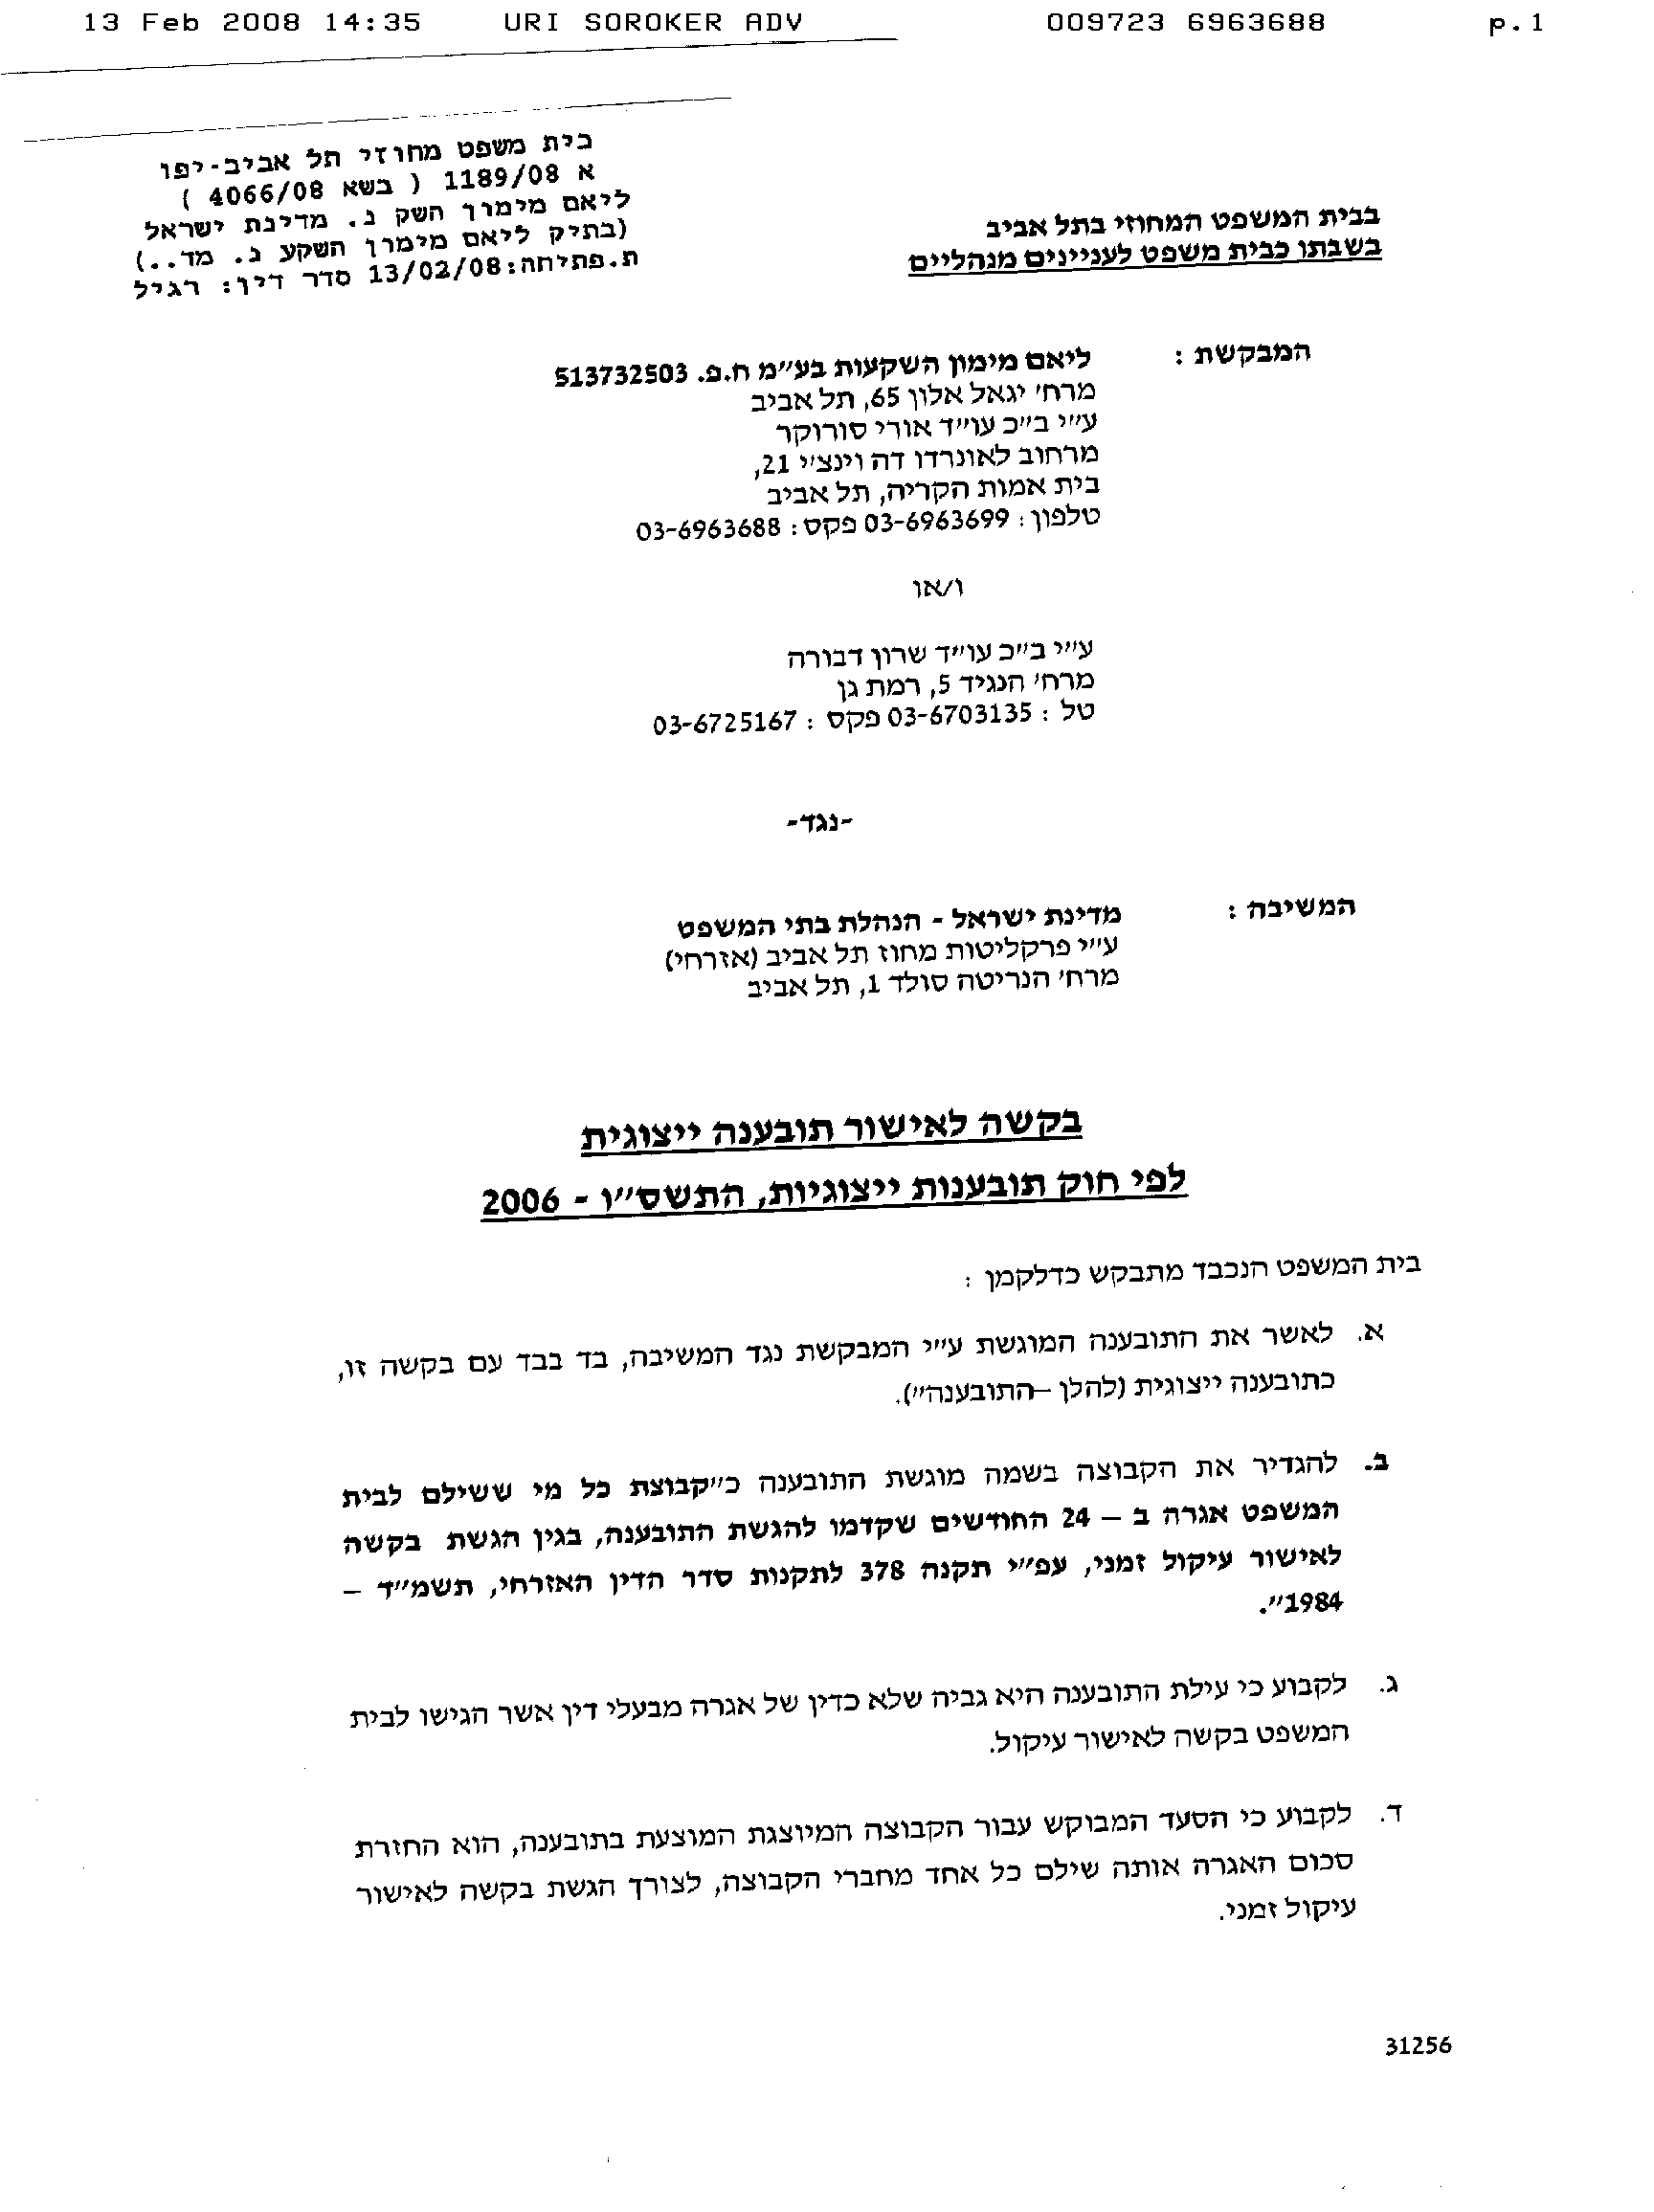 13 Feb 2008 14:35 URI SOROKER ADV 009723 6963688 p.1
בית משפט מחוזי תל אביב-יפו
א 1189/08 ( בשא 4066/08 )
ליאם מימון השק נ. מדינת ישראל
(בתיק ליאם מימון השקע נ. מד..)
ת.פתיחה:13/02/08 סדר דין: רגיל
בבית המשפט המחוזי בתל אביב
בשבתו כבית משפט לעניינים מנהליים
המבקשת : ליאם מימון השקעות בע״מ ח.פ. 513732503
מרח׳ יגאל אלון 65, תל אביב
ע״י ב״כ עו״ד אורי סורוקר
מרחוב לאונרדו דה וינצ׳י 21,
בית אמות הקריה, תל אביב
טלפון: 03-6963699 פקס: 03-6963688
ו/או
ע״י ב״כ עו״ד שרון דבורה
מרח׳ הנגיד 5, רמת גן
טל : 03-6703135 פקס : 03-6725167
-נגד-
המשיבה : מדינת ישראל - הנהלת בתי המשפט
ע״י פרקליטות מחוז תל אביב (אזרחי)
מרח׳ הנריטה סולד 1, תל אביב
בקשה לאישור תובענה ייצוגית
לפי חוק תובענות ייצוגיות, התשס״ו - 2006
בית המשפט הנכבד מתבקש כדלקמן :
א. לאשר את התובענה המוגשת ע״י המבקשת נגד המשיבה, בד בבד עם בקשה זו,
כתובענה ייצוגית (להלן –התובענה״).
ב. להגדיר את הקבוצה בשמה מוגשת התובענה כ״קבוצת כל מי ששילם לבית
המשפט אגרה ב – 24 החודשים שקדמו להגשת התובענה, בגין הגשת בקשה
לאישור עיקול זמני, עפ״י תקנה 378 לתקנות סדר הדין האזרחי, תשמ״ד –
1984״.
ג. לקבוע כי עילת התובענה היא גביה שלא כדין של אגרה מבעלי דין אשר הגישו לבית
המשפט בקשה לאישור עיקול.
ד. לקבוע כי הסעד המבוקש עבור הקבוצה המיוצגת המוצעת בתובענה, הוא החזרת
סכום האגרה אותה שילם כל אחד מחברי הקבוצה, לצורך הגשת בקשה לאישור
עיקול זמני.
31256